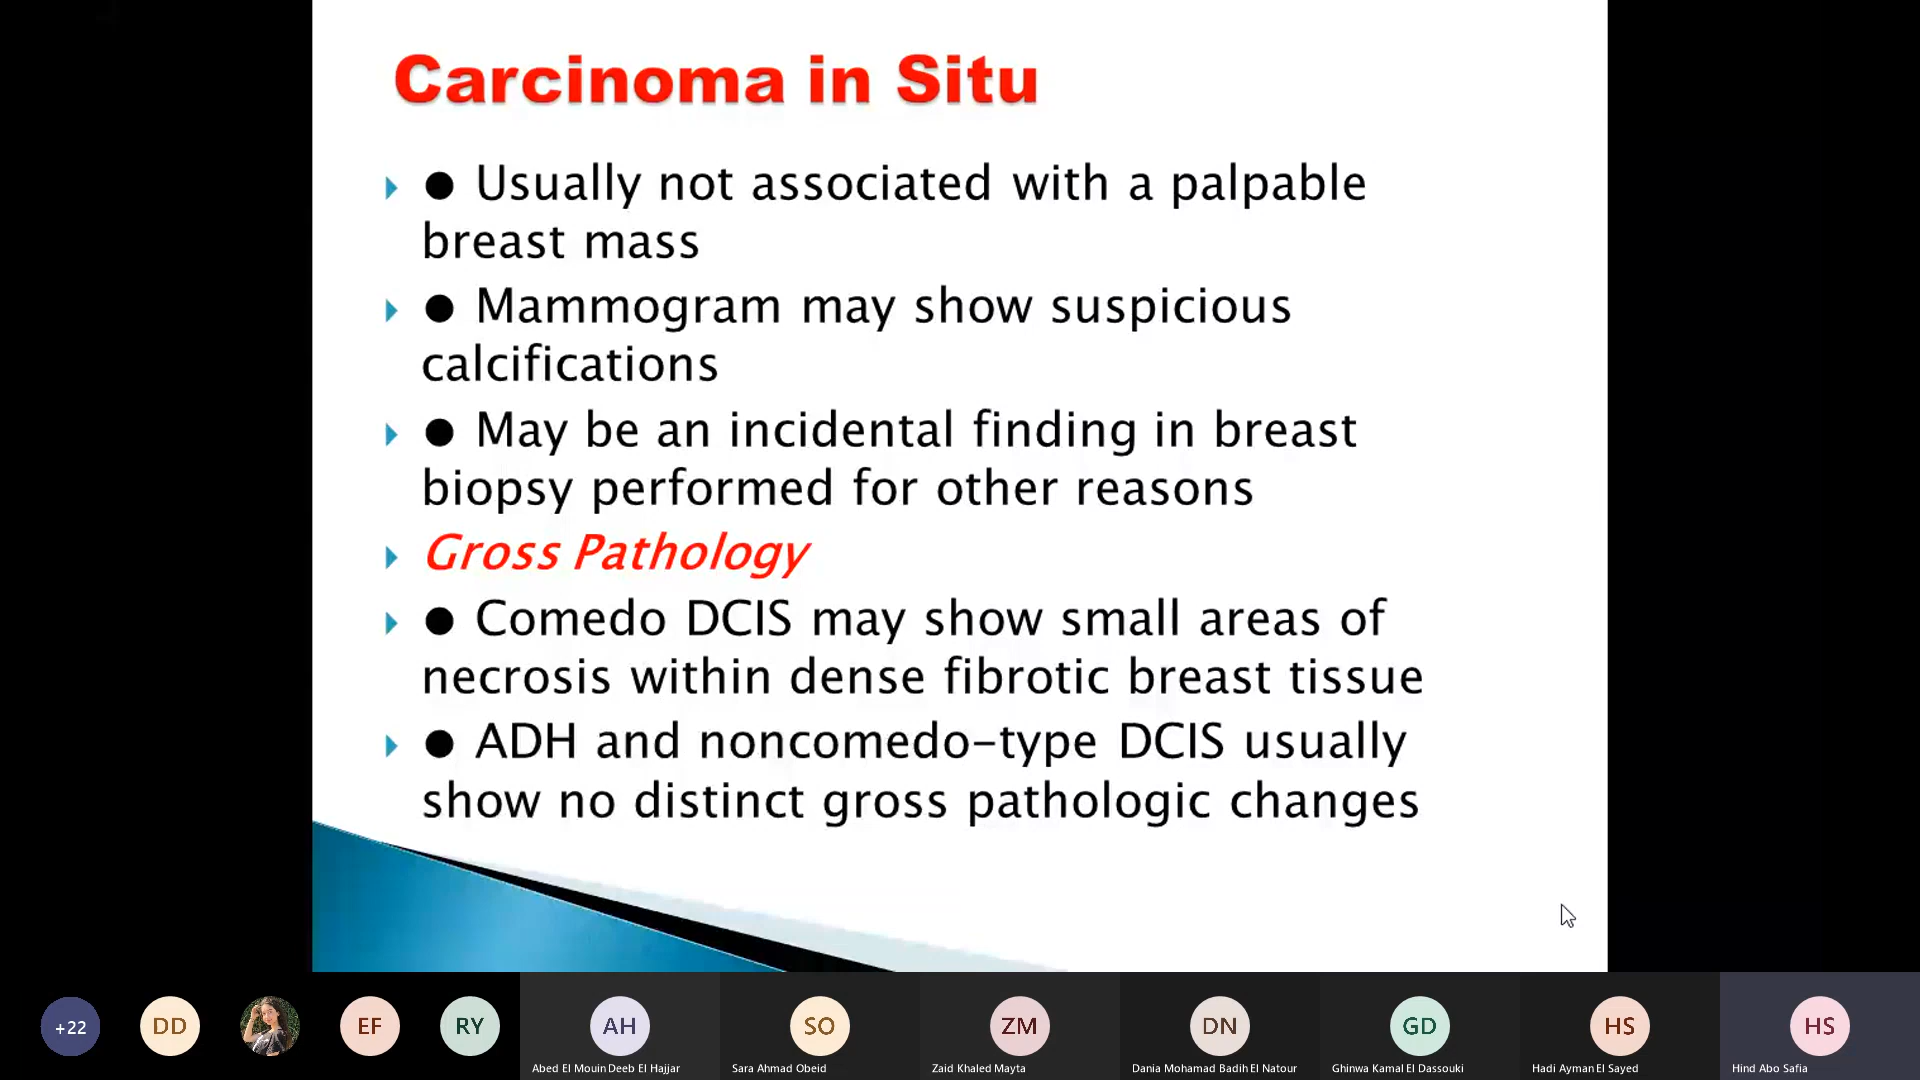 Carcinoma in Situ
● Usually not associated with a palpable
breast mass
● Mammogram may show suspicious
calcifications
● May be an incidental finding in breast
biopsy performed for other reasons
Gross Pathology
● Comedo DCIS may show small areas of
necrosis within dense fibrotic breast tissue
● ADH and noncomedo-type DCIS usually
show no distinct gross pathologic changes
+22
DD
EF
RY
AH
SO
ZM
DN
GD
HS
HS
Abed El Mouin Deeb El Hajjar
Sara Ahmad Obeid
Zaid Khaled Mayta
Dania Mohamad Badih El Natour
Ghinwa Kamal El Dassouki
Hadi Ayman El Sayed
Hind Abo Safia